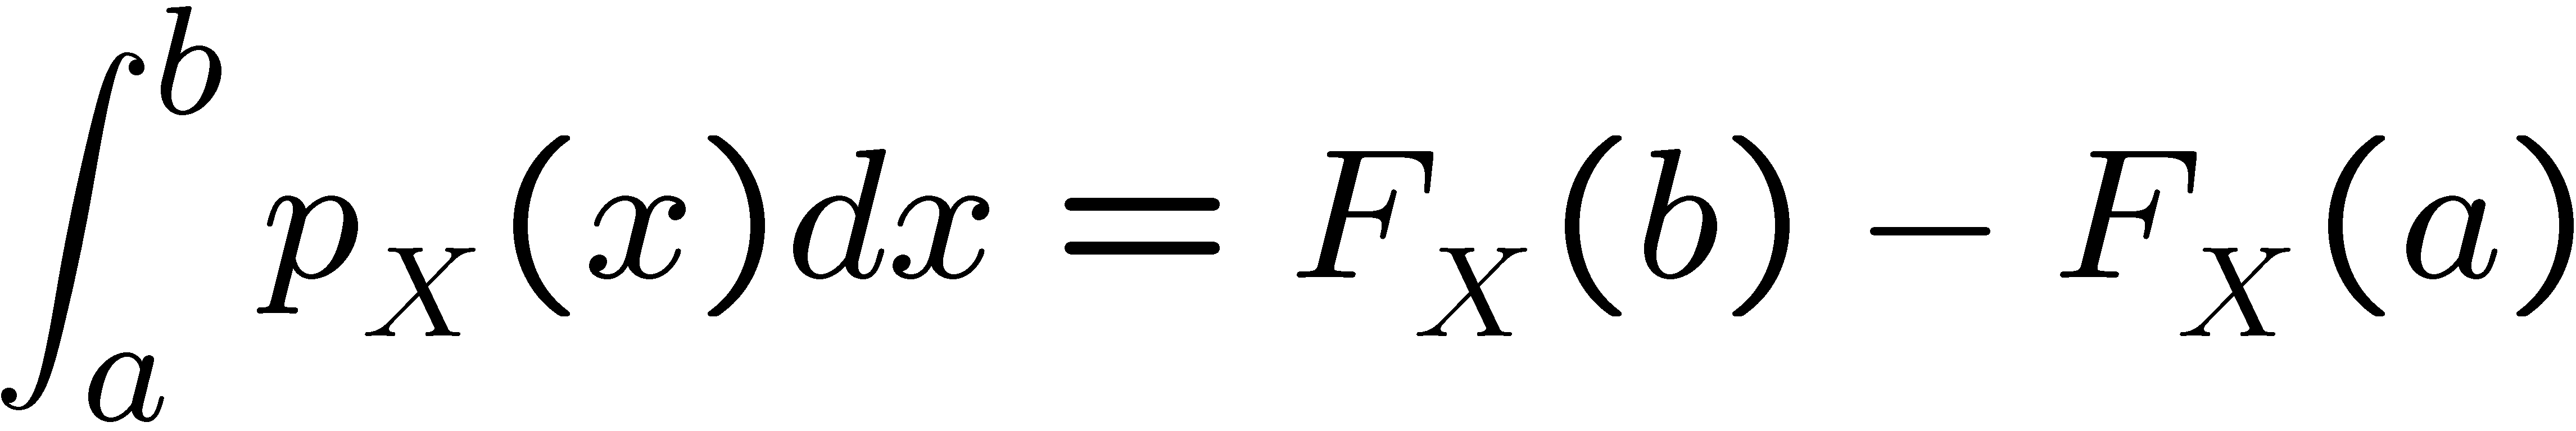 ∫_a^b p_X(x)dx = F_X(b) − F_X(a)